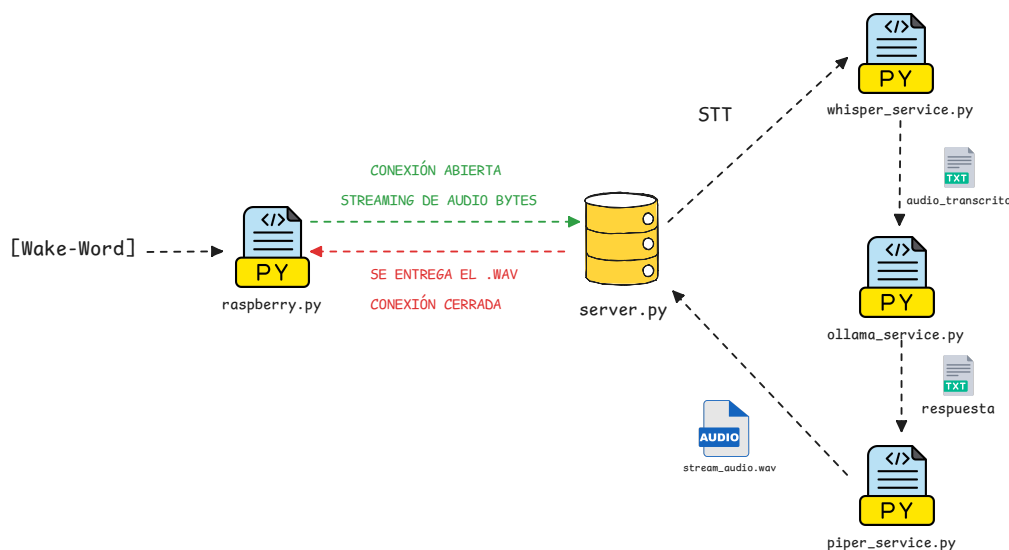 </>
PY
whisper_service.py
STT
TXT
audio_transcrito
CONEXIÓN ABIERTA
STREAMING DE AUDIO BYTES
[Wake-Word]
</>
PY
raspberry.py
SE ENTREGA EL .WAV
CONEXIÓN CERRADA
server.py
</>
PY
ollama_service.py
TXT
respuesta
AUDIO
stream_audio.wav
</>
PY
piper_service.py